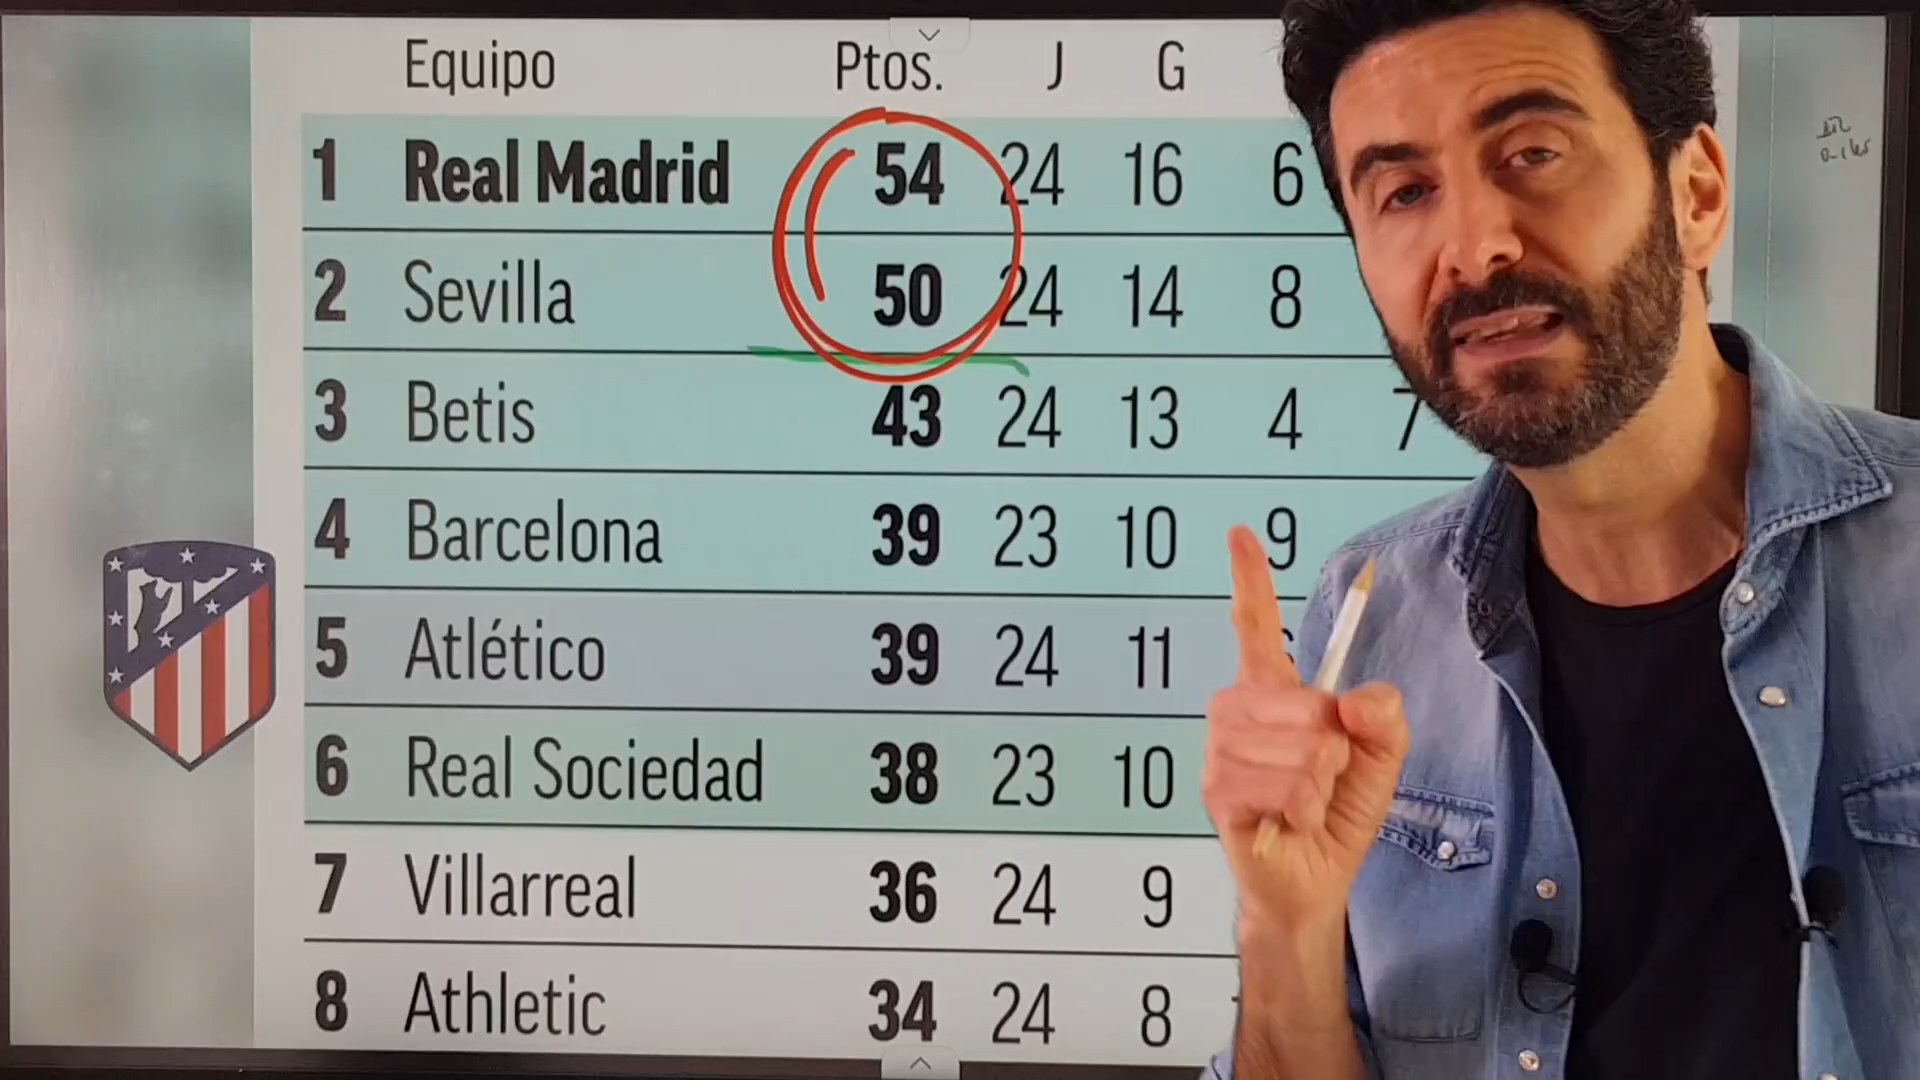 Equipo Ptos. J G
1 Real Madrid 54 24 16 6
2 Sevilla 50 24 14 8
3 Betis 43 24 13 4 7
4 Barcelona 39 23 10 9
5 Atlético 39 24 11
6 Real Sociedad 38 23 10
7 Villarreal 36 24 9
8 Athletic 34 24 8